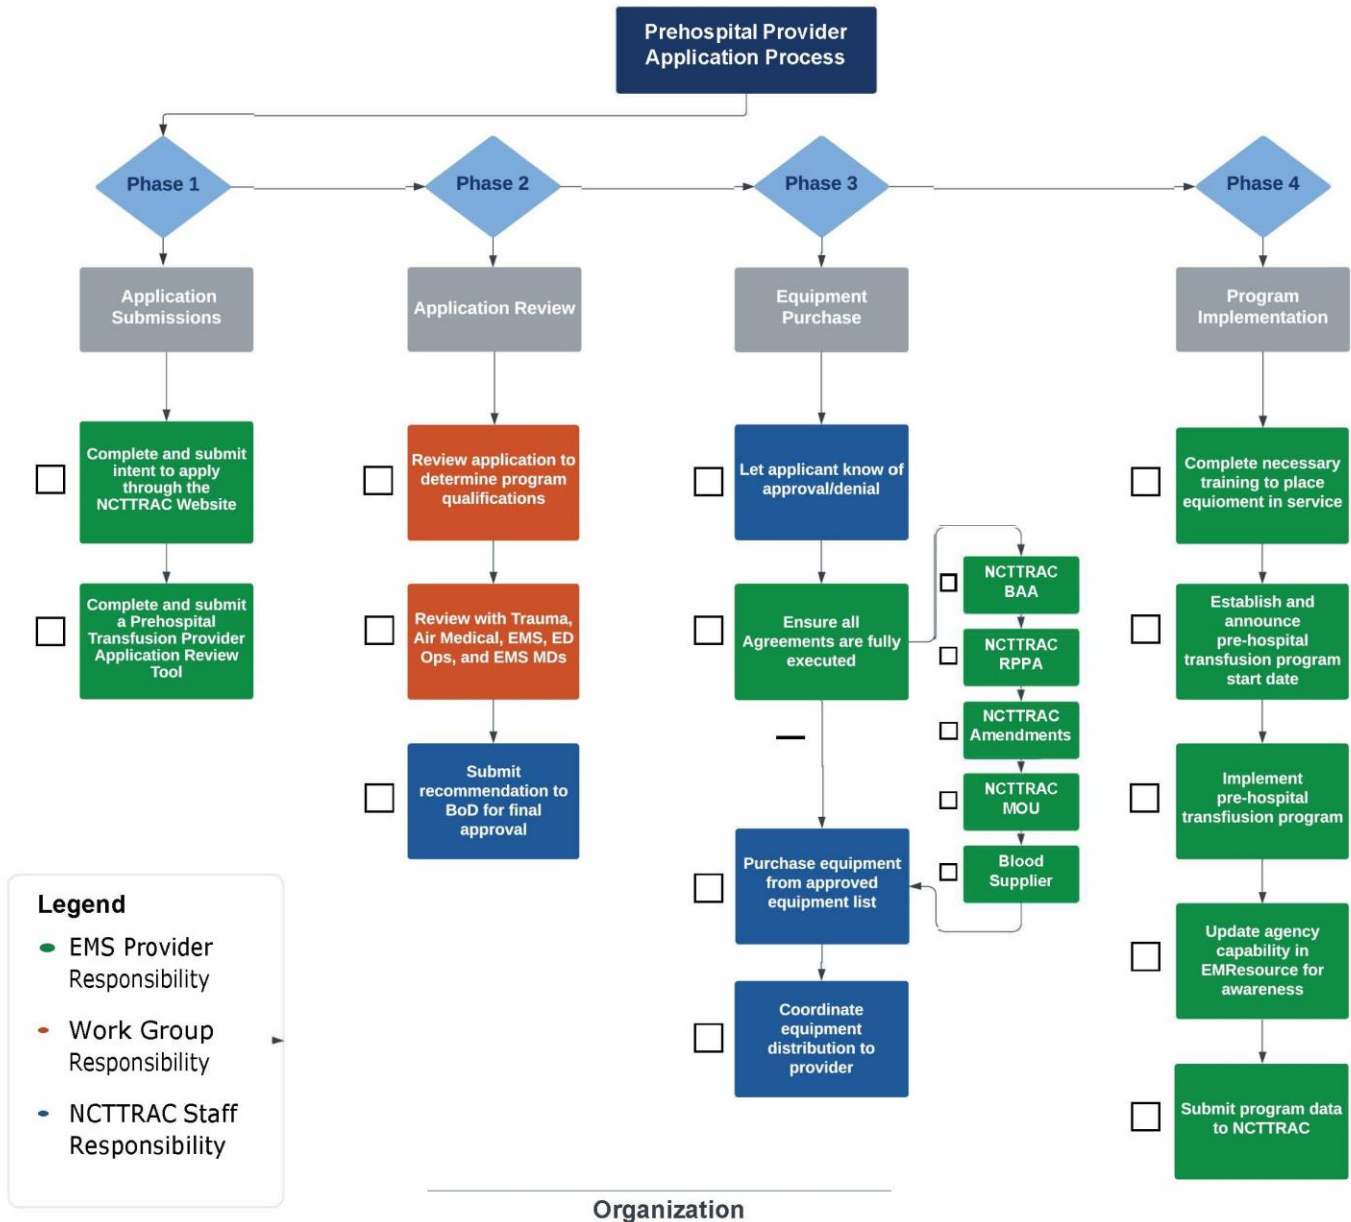 Prehospital Provider
Application Process
Phase 1
Phase 2
Phase 3
Phase 4
Application
Submissions
Application Review
Equipment
Purchase
Program
Implementation
Complete and submit
intent to apply
through the
NCTTRAC Website
Complete and submit
a Prehospital
Transfusion Provider
Application Review
Tool
Review application to
determine program
qualifications
Review with Trauma,
Air Medical, EMS, ED
Ops, and EMS MDs
Submit
recommendation to
BoD for final
approval
Let applicant know of
approval/denial
Ensure all
Agreements are fully
executed
NCTTRAC
BAA
NCTTRAC
RPPA
NCTTRAC
Amendments
NCTTRAC
MOU
Blood
Supplier
Purchase equipment
from approved
equipment list
Coordinate
equipment
distribution to
provider
Complete necessary
training to place
equioment in service
Establish and
announce
pre-hospital
transfusion program
start date
Implement
pre-hospital
transfiusion program
Update agency
capability in
EMResource for
awareness
Submit program data
to NCTTRAC
Legend
EMS Provider
Responsibility
Work Group
Responsibility
NCTTRAC Staff
Responsibility
Organization